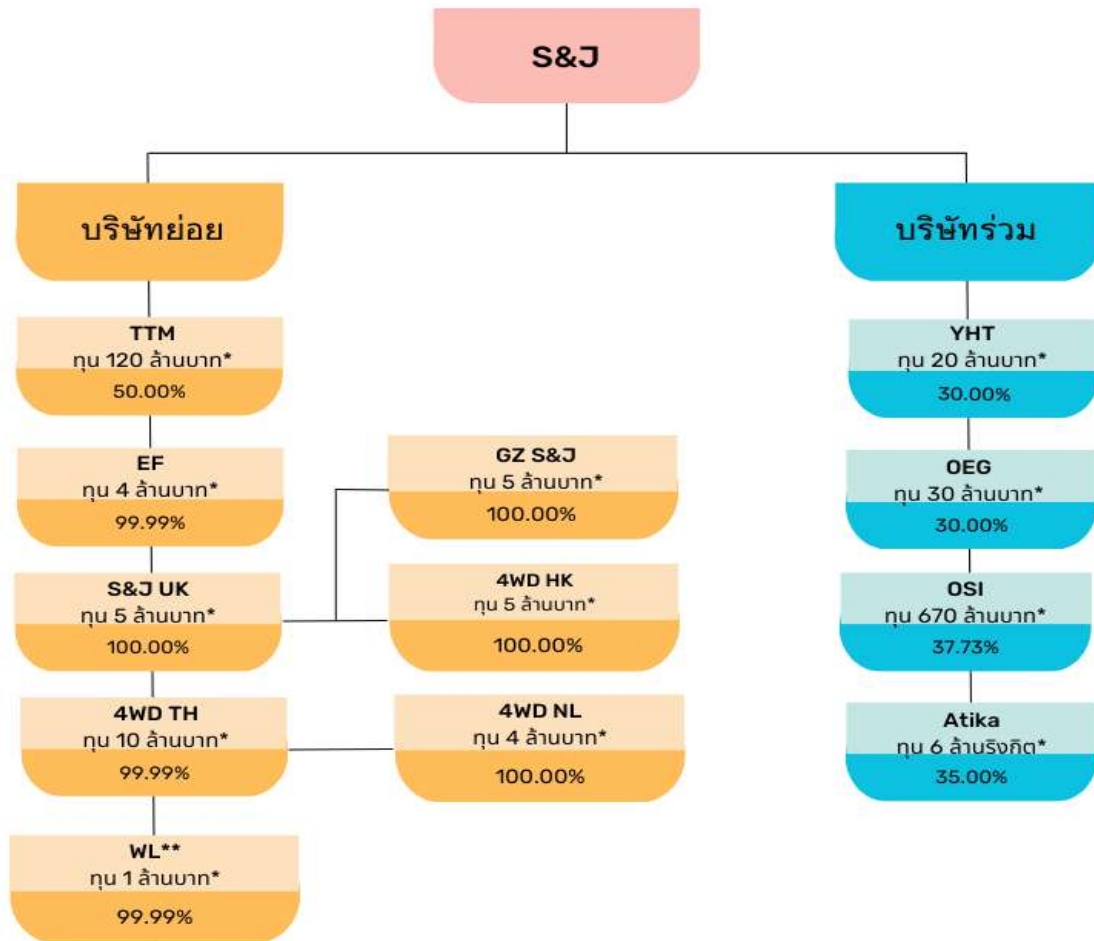 S&J
บริษัทย่อย
TTM
ทุน 120 ล้านบาท*
50.00%
EF
ทุน 4 ล้านบาท*
99.99%
S&J UK
ทุน 5 ล้านบาท*
100.00%
GZ S&J
ทุน 5 ล้านบาท*
100.00%
4WD HK
ทุน 5 ล้านบาท*
100.00%
4WD TH
ทุน 10 ล้านบาท*
99.99%
4WD NL
ทุน 4 ล้านบาท*
100.00%
WL**
ทุน 1 ล้านบาท*
99.99%
บริษัทร่วม
YHT
ทุน 20 ล้านบาท*
30.00%
OEG
ทุน 30 ล้านบาท*
30.00%
OSI
ทุน 670 ล้านบาท*
37.73%
Atika
ทุน 6 ล้านริงกิต*
35.00%